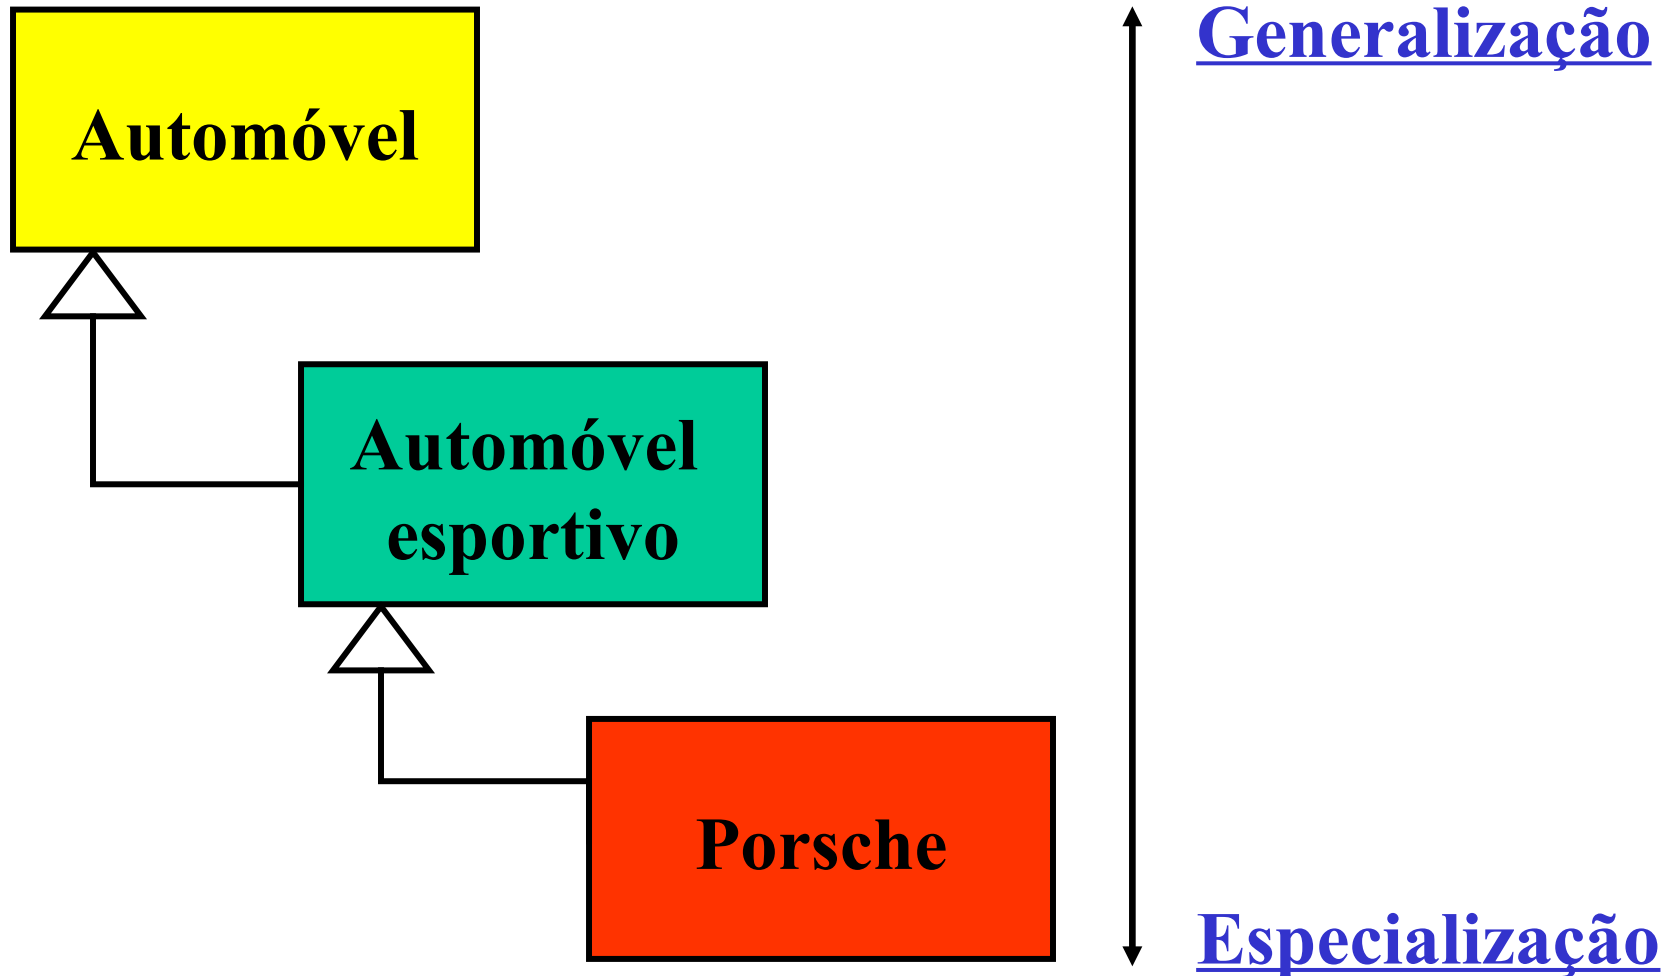 Generalização
Automóvel
Automóvel
esportivo
Porsche
Especialização